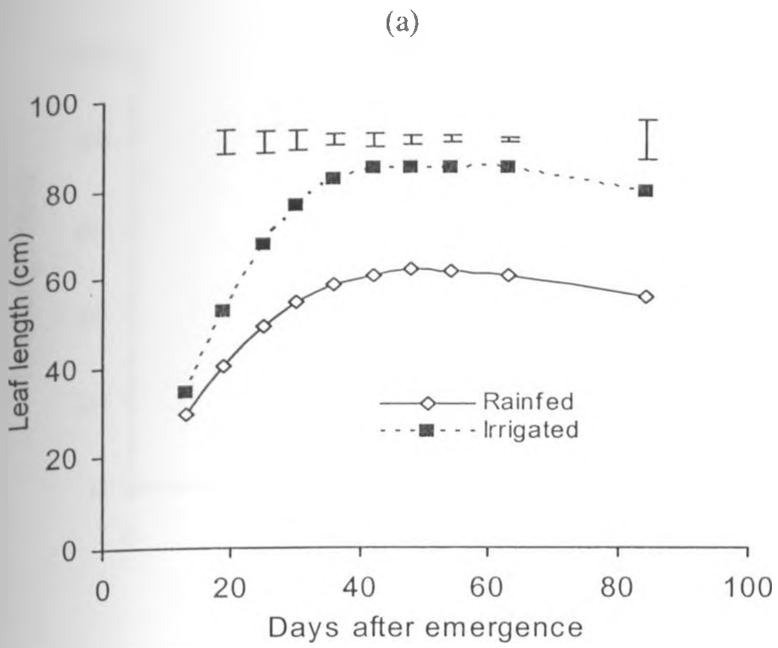 (a)
100
80
60
40
20
0
Leaf length (cm)
Rainfed
Irrigated
0 20 40 60 80 100
Days after emergence